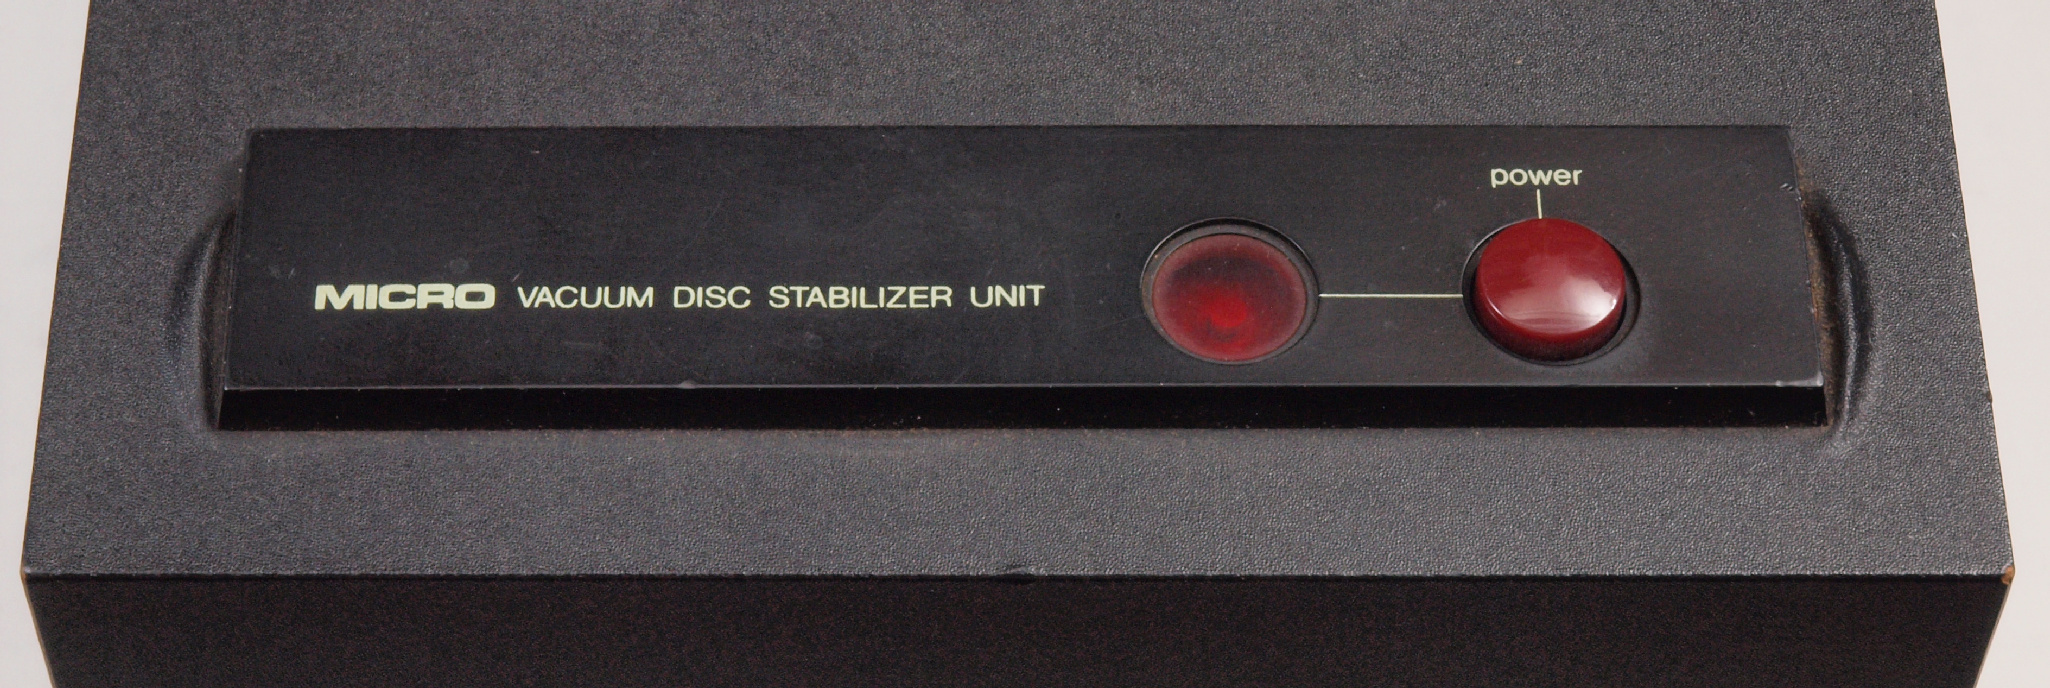 power
MICRO VACUUM DISC STABILIZER UNIT